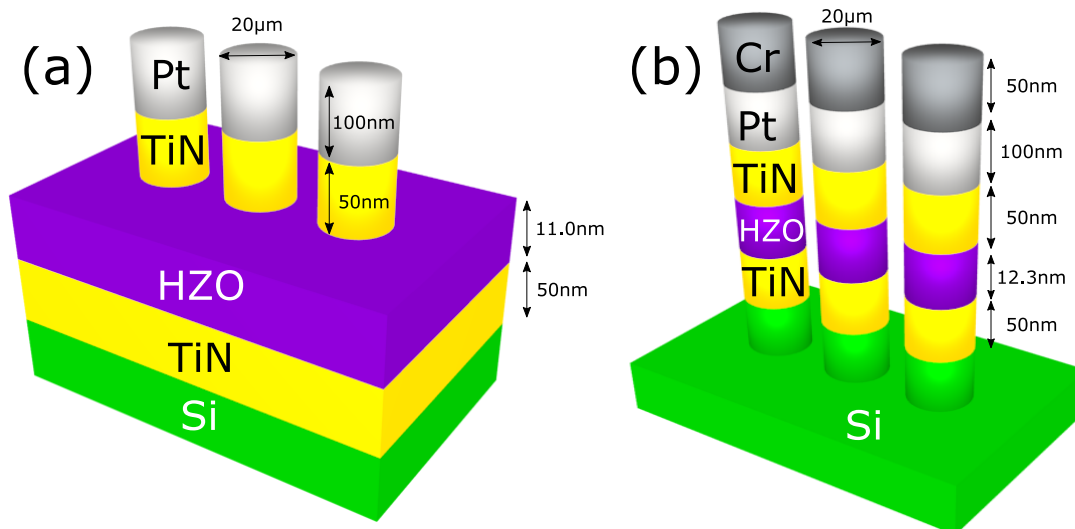 (a)
20μm
Pt
TiN
100nm
50nm
11.0nm
50nm
HZO
TiN
Si
(b)
20μm
Cr
Pt
TiN
HZO
TiN
50nm
100nm
50nm
12.3nm
50nm
Si